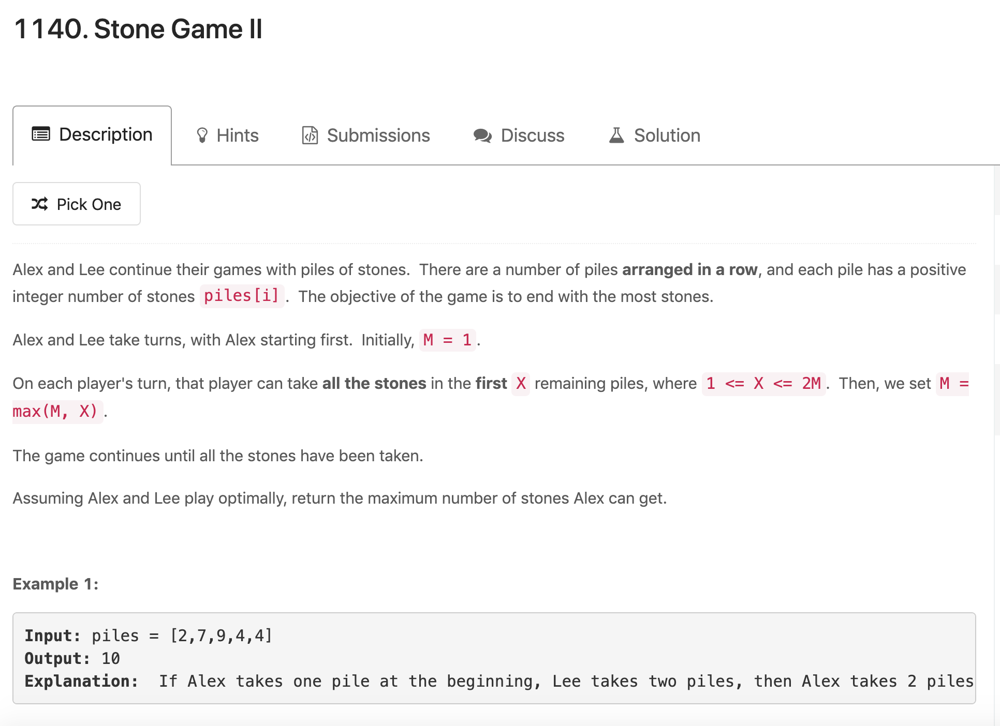 1140. Stone Game II
Description
Hints
Submissions
Discuss
Solution
Pick One
Alex and Lee continue their games with piles of stones.  There are a number of piles arranged in a row, and each pile has a positive
integer number of stones piles[i].  The objective of the game is to end with the most stones.
Alex and Lee take turns, with Alex starting first.  Initially, M = 1.
On each player's turn, that player can take all the stones in the first X remaining piles, where 1 <= X <= 2M.  Then, we set M =
max(M, X).
The game continues until all the stones have been taken.
Assuming Alex and Lee play optimally, return the maximum number of stones Alex can get.
Example 1:
Input: piles = [2,7,9,4,4]
Output: 10
Explanation:  If Alex takes one pile at the beginning, Lee takes two piles, then Alex takes 2 piles